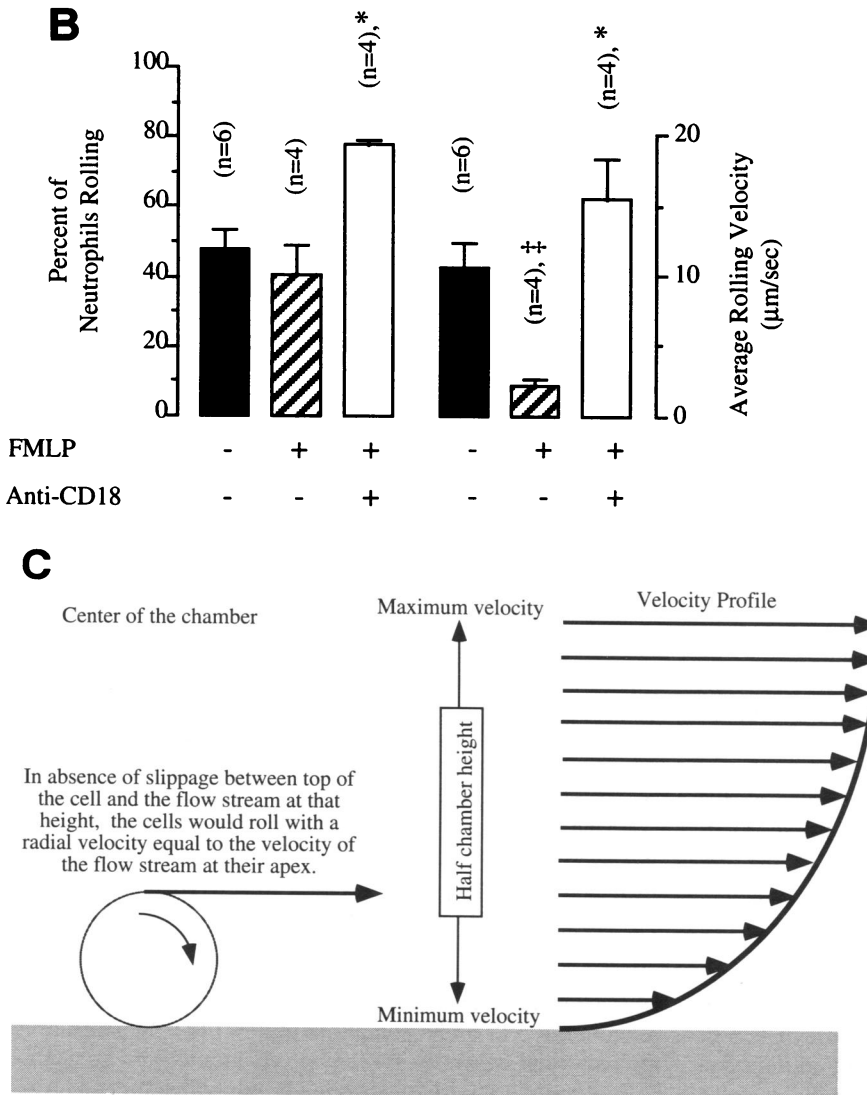 B
(n=6)
(n=4)
(n=4),*
(n=6)
(n=4), ‡
(n=4), *
Percent of
Neutrophils Rolling
100
80
60
40
20
0
20
10
0
Average Rolling Velocity
(µm/sec)
FMLP - + + - + +
Anti-CD18 - - + - - +
C
Center of the chamber
Maximum velocity
Velocity Profile
Half chamber height
In absence of slippage between top of
the cell and the flow stream at that
height, the cells would roll with a
radial velocity equal to the velocity of
the flow stream at their apex.
Minimum velocity